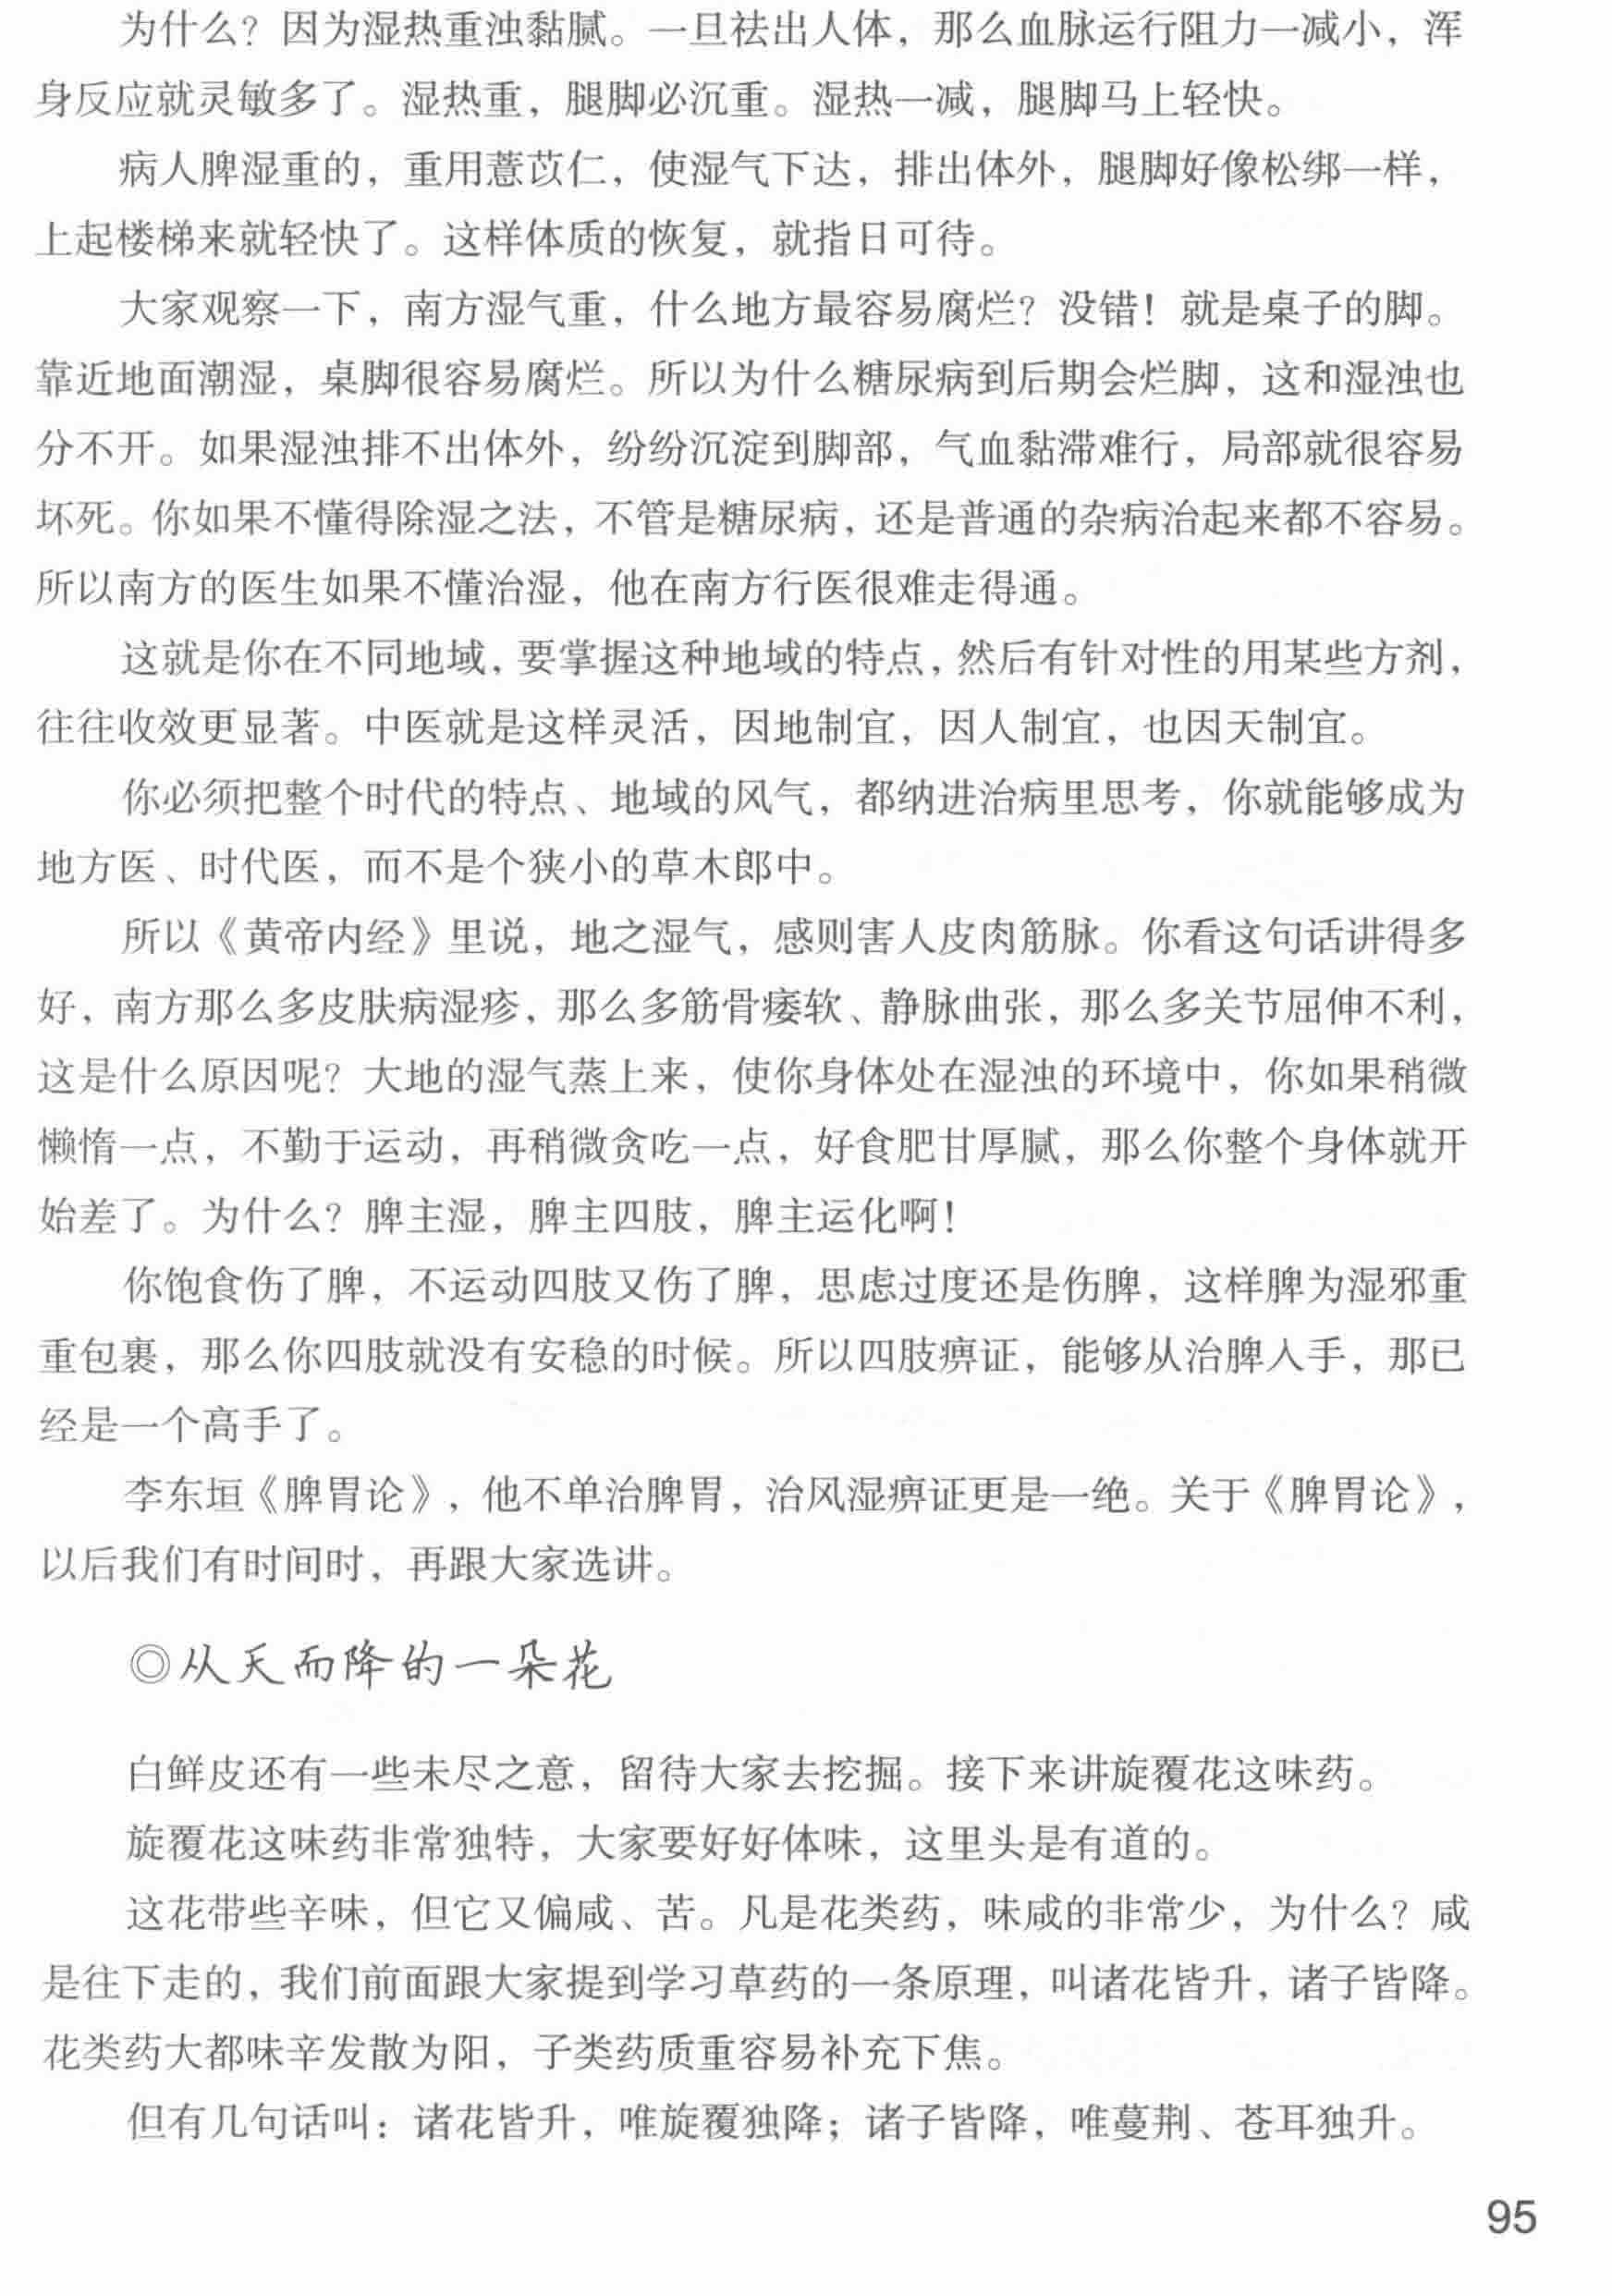 为什么？因为湿热重浊黏腻。一旦祛出人体，那么血脉运行阻力一减小，浑
身反应就灵敏多了。湿热重，腿脚必沉重。湿热一减，腿脚马上轻快。
病人脾湿重的，重用薏苡仁，使湿气下达，排出体外，腿脚好像松绑一样，
上起楼梯来就轻快了。这样体质的恢复，就指日可待。
大家观察一下，南方湿气重，什么地方最容易腐烂？没错！就是桌子的脚。
靠近地面潮湿，桌脚很容易腐烂。所以为什么糖尿病到后期会烂脚，这和湿浊也
分不开。如果湿浊排不出体外，纷纷沉淀到脚部，气血黏滞难行，局部就很容易
坏死。你如果不懂得除湿之法，不管是糖尿病，还是普通的杂病治起来都不容易。
所以南方的医生如果不懂治湿，他在南方行医很难走得通。
这就是你在不同地域，要掌握这种地域的特点，然后有针对性的用某些方剂，
往往收效更显著。中医就是这样灵活，因地制宜，因人制宜，也因天制宜。
你必须把整个时代的特点、地域的风气，都纳进治病里思考，你就能够成为
地方医、时代医，而不是个狭小的草木郎中。
所以《黄帝内经》里说，地之湿气，感则害人皮肉筋脉。你看这句话讲得多
好，南方那么多皮肤病湿疹，那么多筋骨痿软、静脉曲张，那么多关节屈伸不利，
这是什么原因呢？大地的湿气蒸上来，使你身体处在湿浊的环境中，你如果稍微
懒惰一点，不勤于运动，再稍微贪吃一点，好食肥甘厚腻，那么你整个身体就开
始差了。为什么？脾主湿，脾主四肢，脾主运化啊！
你饱食伤了脾，不运动四肢又伤了脾，思虑过度还是伤脾，这样脾为湿邪重
重包裹，那么你四肢就没有安稳的时候。所以四肢痹证，能够从治脾入手，那已
经是一个高手了。
李东垣《脾胃论》，他不单治脾胃，治风湿痹证更是一绝。关于《脾胃论》，
以后我们有时间时，再跟大家选讲。
◎从天而降的一朵花
白鲜皮还有一些未尽之意，留待大家去挖掘。接下来讲旋覆花这味药。
旋覆花这味药非常独特，大家要好好体味，这里头是有道的。
这花带些辛味，但它又偏咸、苦。凡是花类药，味咸的非常少，为什么？咸
是往下走的，我们前面跟大家提到学习草药的一条原理，叫诸花皆升，诸子皆降。
花类药大都味辛发散为阳，子类药质重容易补充下焦。
但有几句话叫：诸花皆升，唯旋覆独降；诸子皆降，唯蔓荆、苍耳独升。
95